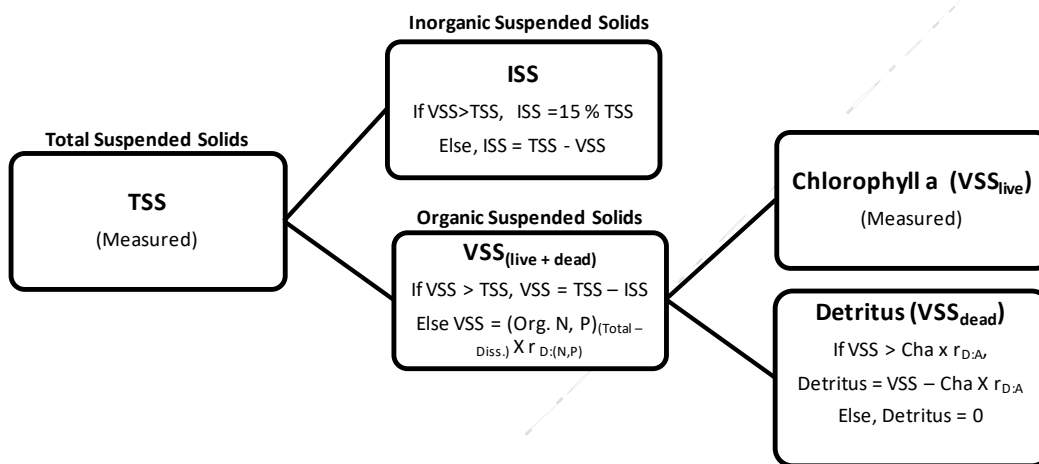 Inorganic Suspended Solids
ISS
If VSS>TSS, ISS =15 % TSS
Else, ISS = TSS - VSS
Total Suspended Solids
TSS
(Measured)
Organic Suspended Solids
VSS(live + dead)
If VSS > TSS, VSS = TSS – ISS
Else VSS = (Org. N, P)(Total –
Diss.) X r D:(N,P)
Chlorophyll a (VSSlive)
(Measured)
Detritus (VSSdead)
If VSS > Cha x rD:A,
Detritus = VSS – Cha X rD:A
Else, Detritus = 0